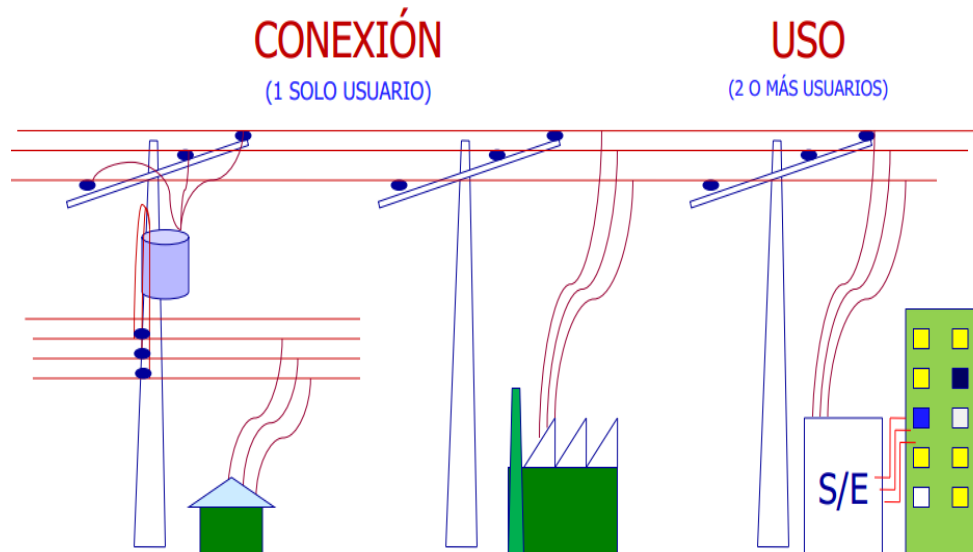 CONEXIÓN
(1 SOLO USUARIO)
USO
(2 O MÁS USUARIOS)
S/E